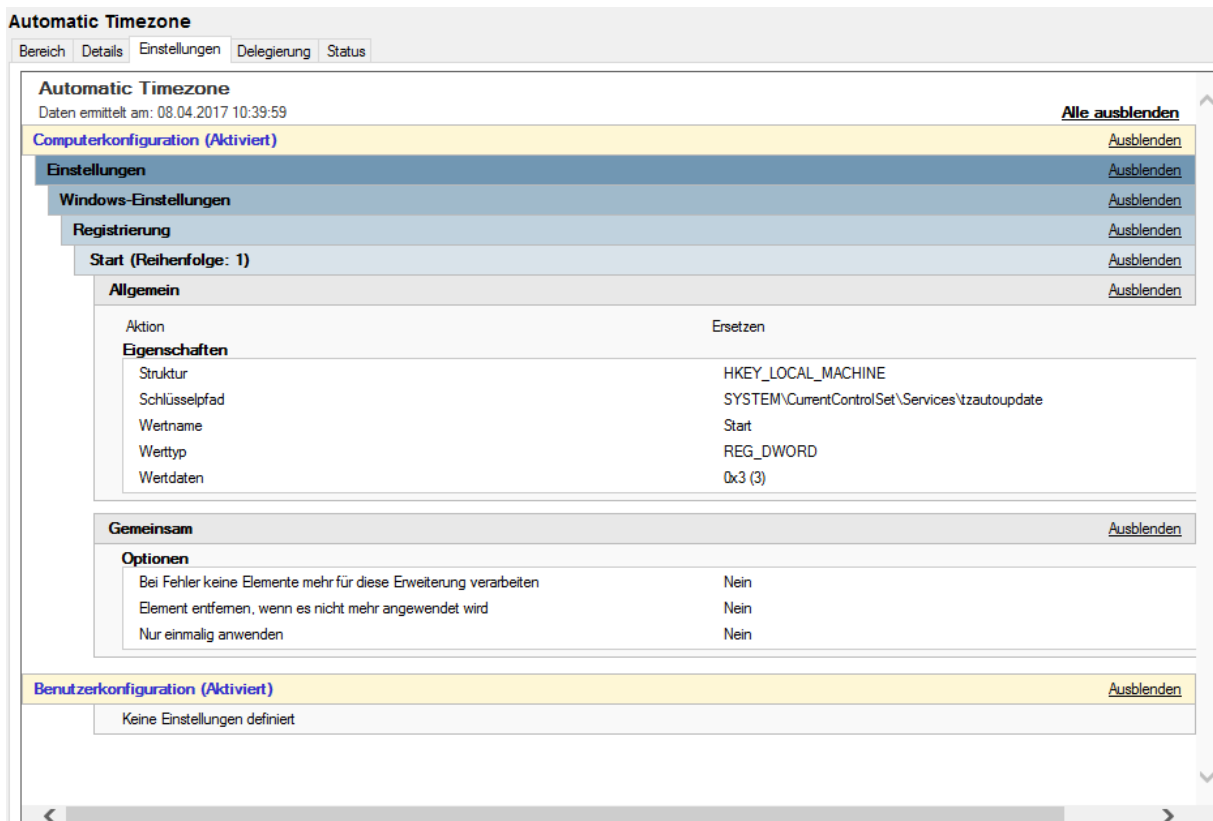 Automatic Timezone
Bereich Details Einstellungen Delegierung Status
Automatic Timezone
Daten ermittelt am: 08.04.2017 10:39:59
Alle ausblenden
Computerkonfiguration (Aktiviert) Ausblenden
Einstellungen Ausblenden
Windows-Einstellungen Ausblenden
Registrierung Ausblenden
Start (Reihenfolge: 1) Ausblenden
Allgemein Ausblenden
Aktion Ersetzen
Eigenschaften
Struktur HKEY_LOCAL_MACHINE
Schlüsselpfad SYSTEM\CurrentControlSet\Services\tzautoupdate
Wertname Start
Werttyp REG_DWORD
Wertdaten 0x3 (3)
Gemeinsam Ausblenden
Optionen
Bei Fehler keine Elemente mehr für diese Erweiterung verarbeiten Nein
Element entfernen, wenn es nicht mehr angewendet wird Nein
Nur einmalig anwenden Nein
Benutzerkonfiguration (Aktiviert) Ausblenden
Keine Einstellungen definiert